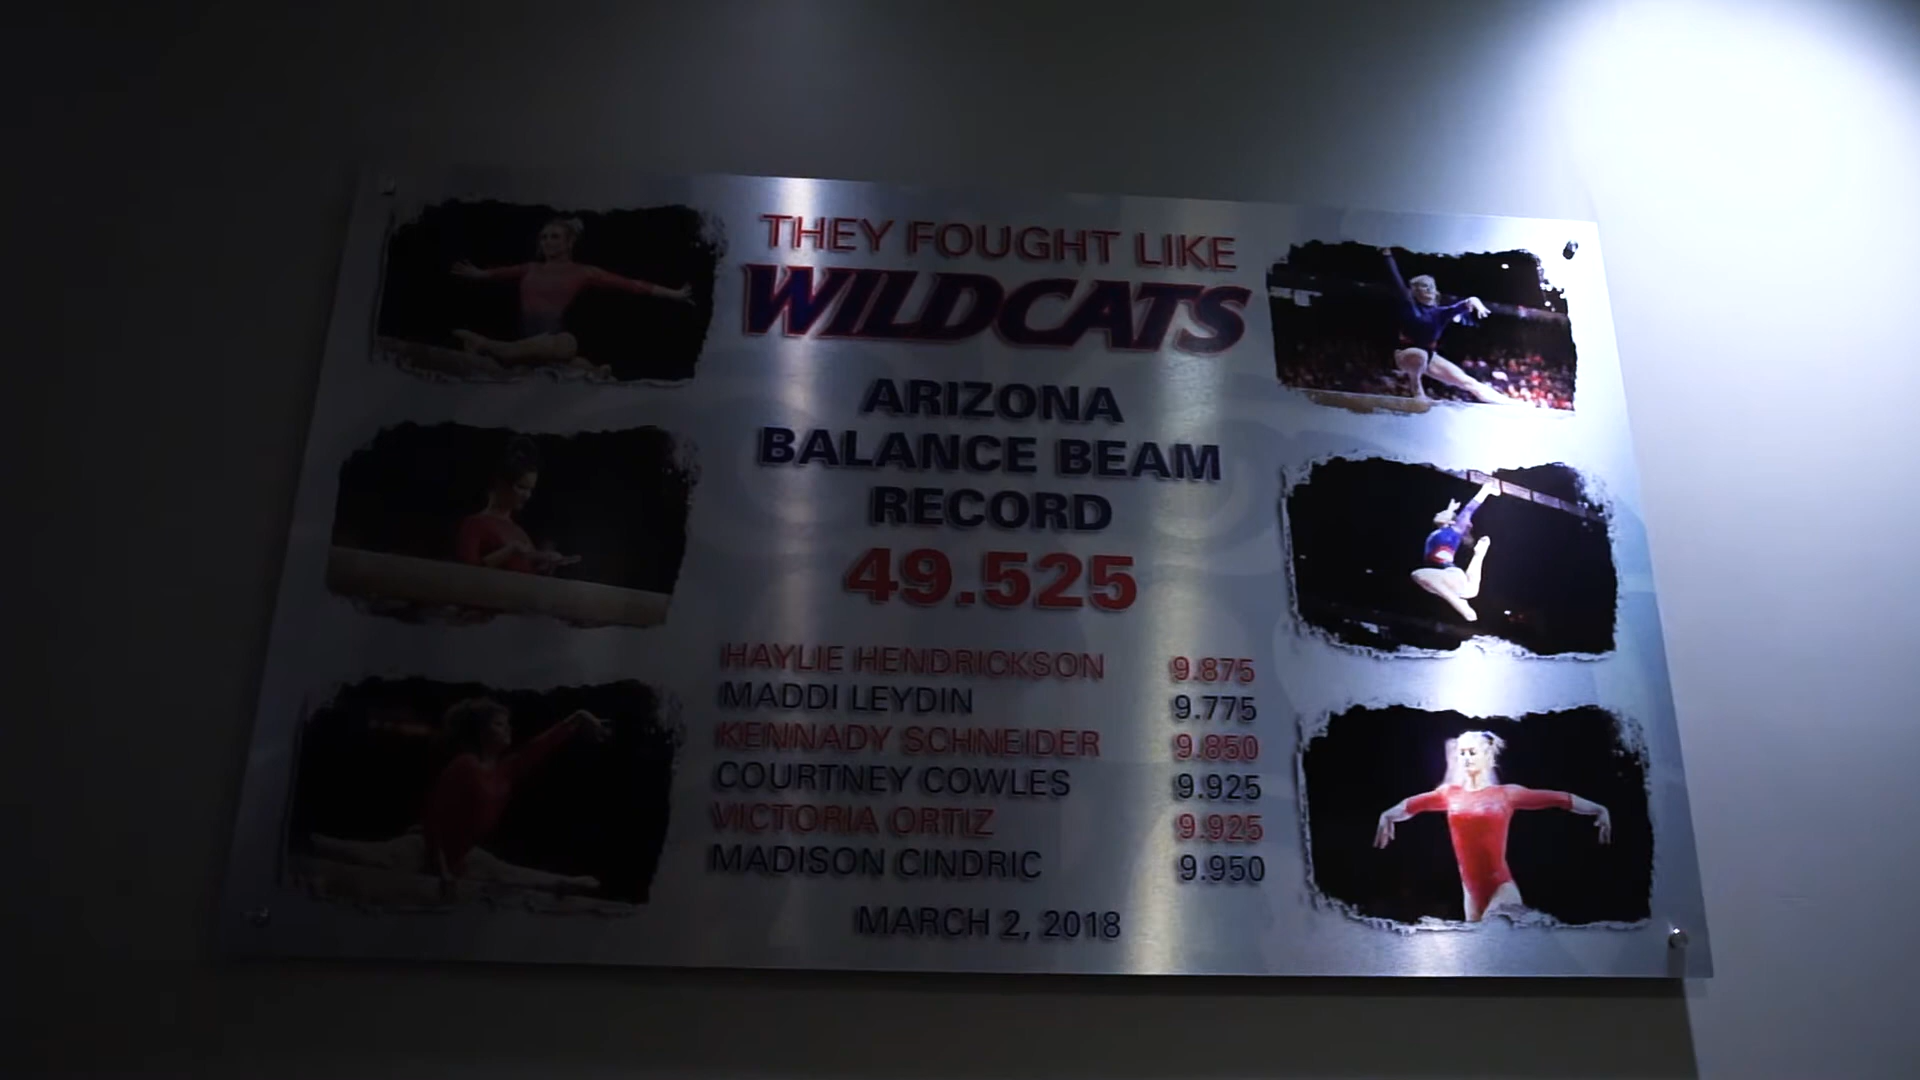 THEY FOUGHT LIKE
WILDCATS
ARIZONA
BALANCE BEAM
RECORD
49.525
HAYLIE HENDRICKSON 9.875
MADDI LEYDIN 9.775
KENNADY SCHNEIDER 9.850
COURTNEY COWLES 9.925
VICTORIA ORTIZ 9.925
MADISON CINDRIC 9.950
MARCH 2, 2018